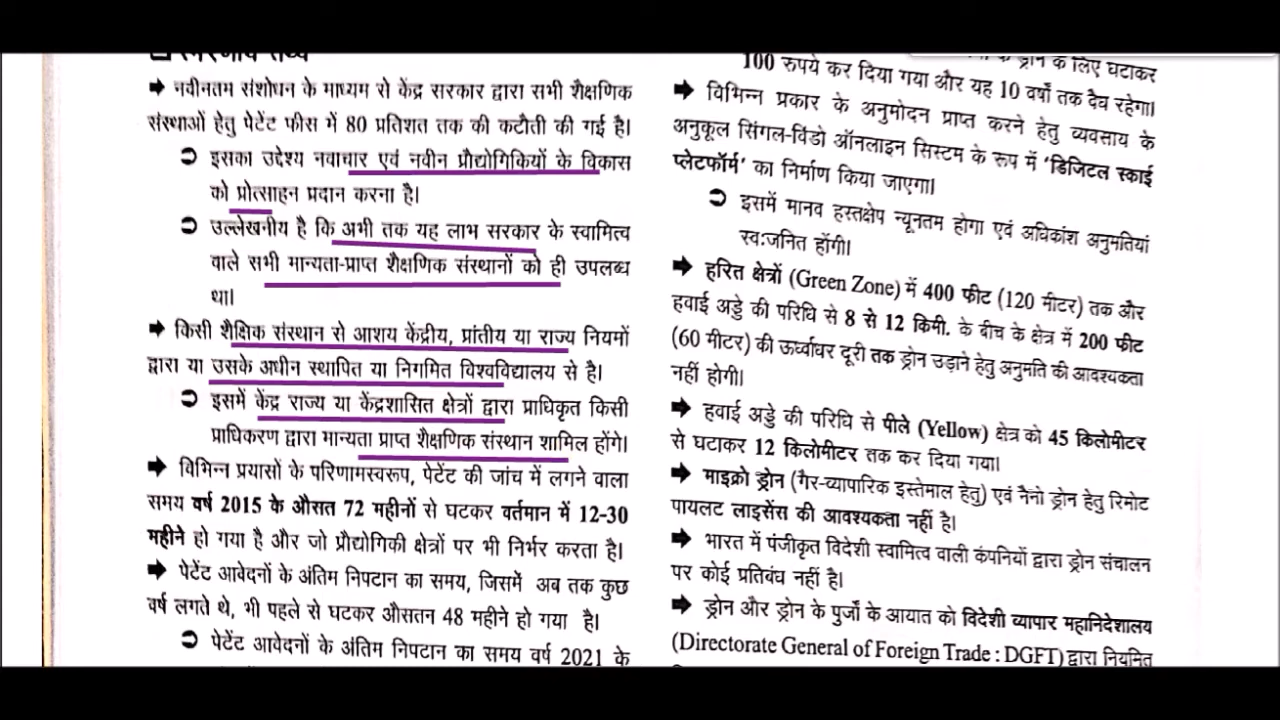 स्मरणीय तथ्य
➡ नवीनतम संशोधन के माध्यम से केंद्र सरकार द्वारा सभी शैक्षणिक
संस्थाओं हेतु पेटेंट फीस में 80 प्रतिशत तक की कटौती की गई है।
➲ इसका उद्देश्य नवाचार एवं नवीन प्रौद्योगिकियों के विकास
को प्रोत्साहन प्रदान करना है।
➲ उल्लेखनीय है कि अभी तक यह लाभ सरकार के स्वामित्व
वाले सभी मान्यता-प्राप्त शैक्षणिक संस्थानों को ही उपलब्ध
था।
➡ किसी शैक्षिक संस्थान से आशय केंद्रीय, प्रांतीय या राज्य नियमों
द्वारा या उसके अधीन स्थापित या निगमित विश्वविद्यालय से है।
➲ इसमें केंद्र राज्य या केंद्रशासित क्षेत्रों द्वारा प्राधिकृत किसी
प्राधिकरण द्वारा मान्यता प्राप्त शैक्षणिक संस्थान शामिल होंगे।
➡ विभिन्न प्रयासों के परिणामस्वरूप, पेटेंट की जांच में लगने वाला
समय वर्ष 2015 के औसत 72 महीनों से घटकर वर्तमान में 12-30
महीने हो गया है और जो प्रौद्योगिकी क्षेत्रों पर भी निर्भर करता है।
➡ पेटेंट आवेदनों के अंतिम निपटान का समय, जिसमें अब तक कुछ
वर्ष लगते थे, भी पहले से घटकर औसतन 48 महीने हो गया है।
➲ पेटेंट आवेदनों के अंतिम निपटान का समय वर्ष 2021 के
के ड्रोन के लिए घटाकर
100 रुपये कर दिया गया और यह 10 वर्षों तक वैध रहेगा।
➡ विभिन्न प्रकार के अनुमोदन प्राप्त करने हेतु व्यवसाय के
अनुकूल सिंगल-विंडो ऑनलाइन सिस्टम के रूप में 'डिजिटल स्काई
प्लेटफॉर्म' का निर्माण किया जाएगा।
➲ इसमें मानव हस्तक्षेप न्यूनतम होगा एवं अधिकांश अनुमतियां
स्व:जनित होंगी।
➡ हरित क्षेत्रों (Green Zone) में 400 फीट (120 मीटर) तक और
हवाई अड्डे की परिधि से 8 से 12 किमी. के बीच के क्षेत्र में 200 फीट
(60 मीटर) की ऊर्ध्वाधर दूरी तक ड्रोन उड़ाने हेतु अनुमति की आवश्यकता
नहीं होगी।
➡ हवाई अड्डे की परिधि से पीले (Yellow) क्षेत्र को 45 किलोमीटर
से घटाकर 12 किलोमीटर तक कर दिया गया।
➡ माइक्रो ड्रोन (गैर-व्यापारिक इस्तेमाल हेतु) एवं नैनो ड्रोन हेतु रिमोट
पायलट लाइसेंस की आवश्यकता नहीं है।
➡ भारत में पंजीकृत विदेशी स्वामित्व वाली कंपनियों द्वारा ड्रोन संचालन
पर कोई प्रतिबंध नहीं है।
➡ ड्रोन और ड्रोन के पुर्जों के आयात को विदेशी व्यापार महानिदेशालय
(Directorate General of Foreign Trade : DGFT) द्वारा नियमित